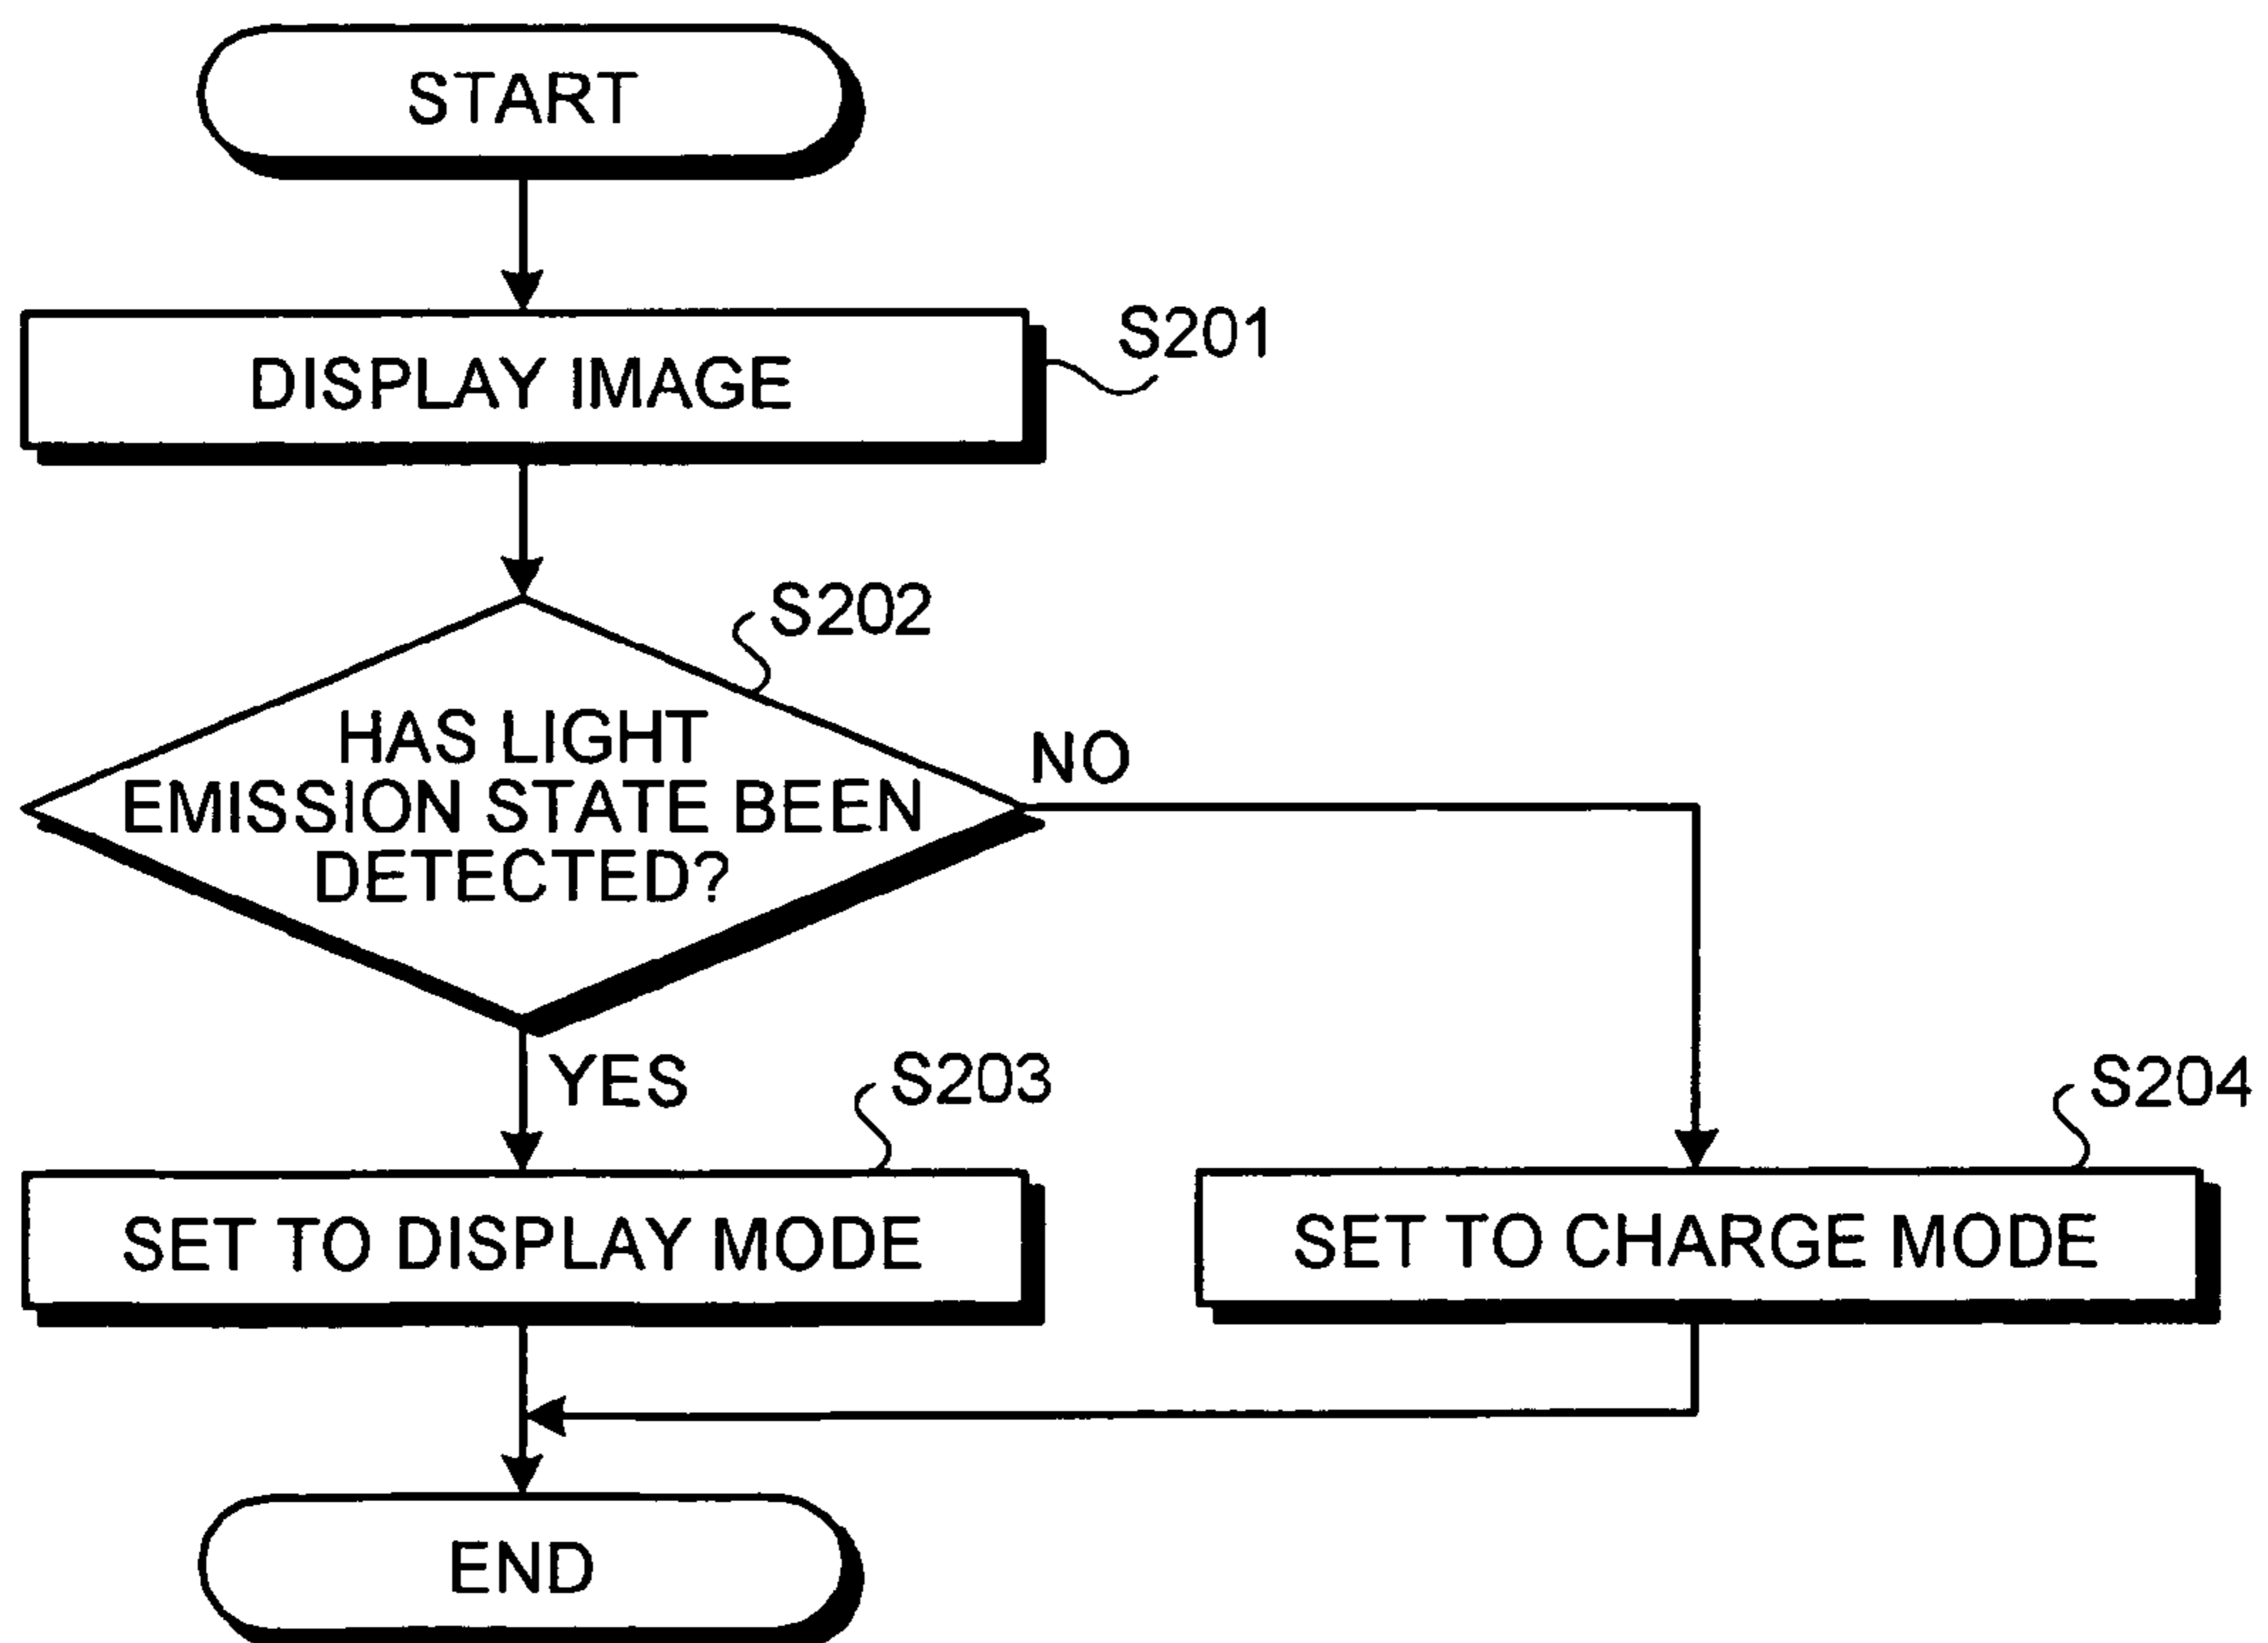 START
DISPLAY IMAGE
S201
S202
HAS LIGHT
EMISSION STATE BEEN
DETECTED?
NO
YES
S203
S204
SET TO DISPLAY MODE
SET TO CHARGE MODE
END